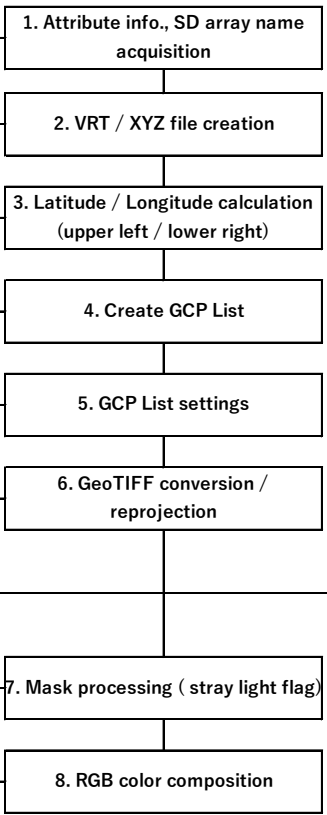 1. Attribute info., SD array name
acquisition
2. VRT / XYZ file creation
3. Latitude / Longitude calculation
(upper left / lower right)
4. Create GCP List
5. GCP List settings
6. GeoTIFF conversion /
reprojection
7. Mask processing ( stray light flag)
8. RGB color composition